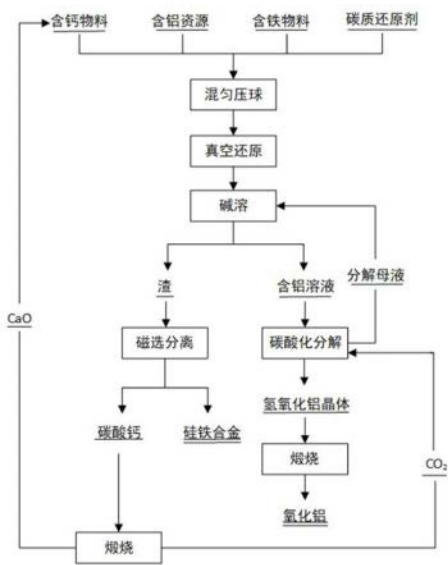 含钙物料 含铝资源 含铁物料 碳质还原剂
混匀压球
真空还原
碱溶
渣 含铝溶液 分解母液
CaO
磁选分离 碳酸化分解
氢氧化铝晶体
碳酸钙 硅铁合金
煅烧 CO₂
氧化铝
煅烧